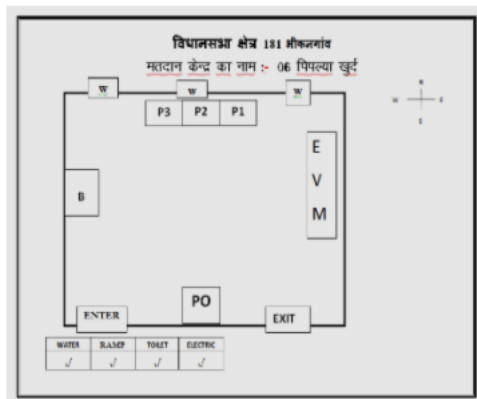 विधानसभा क्षेत्र 181 भीकनगांव
मतदान केन्द्र का नाम :- 06 पिपल्या खुर्द
W W W
P3 P2 P1
N
W E
S
E
V
M
B
PO
ENTER
EXIT
WATER RAMP TOILET ELECTRIC
√ √ √ √